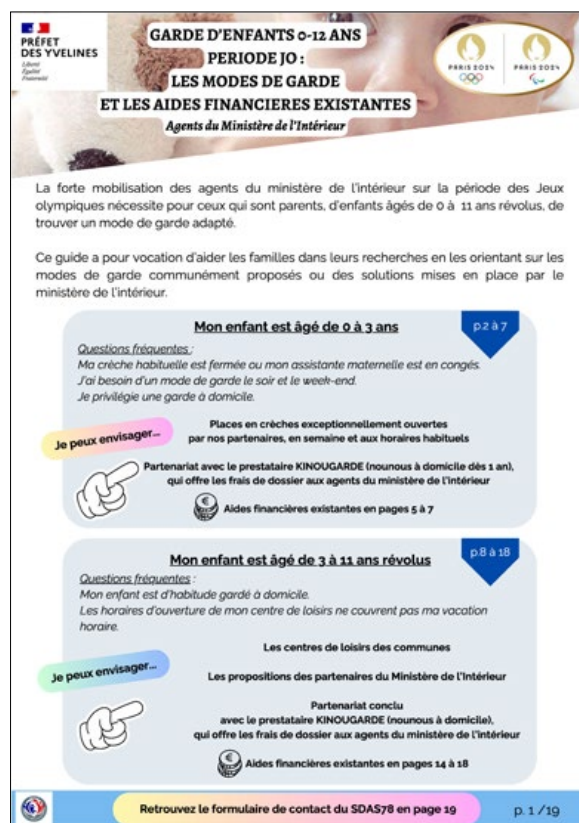 PRÉFET
DES YVELINES
Liberté
Égalité
Fraternité
GARDE D'ENFANTS 0-12 ANS
PERIODE JO :
LES MODES DE GARDE
ET LES AIDES FINANCIERES EXISTANTES
Agents du Ministère de l'Intérieur
PARIS 2024
PARIS 2024
La forte mobilisation des agents du ministère de l'intérieur sur la période des Jeux
olympiques nécessite pour ceux qui sont parents, d'enfants âgés de 0 à 11 ans révolus, de
trouver un mode de garde adapté.
Ce guide a pour vocation d'aider les familles dans leurs recherches en les orientant sur les
modes de garde communément proposés ou des solutions mises en place par le
ministère de l'intérieur.
Mon enfant est âgé de 0 à 3 ans
p.2 à 7
Questions fréquentes :
Ma crèche habituelle est fermée ou mon assistante maternelle est en congés.
J'ai besoin d'un mode de garde le soir et le week-end.
Je privilégie une garde à domicile.
Je peux envisager...
Places en crèches exceptionnellement ouvertes
par nos partenaires, en semaine et aux horaires habituels
Partenariat avec le prestataire KINOUGARDE (nounous à domicile dès 1 an),
qui offre les frais de dossier aux agents du ministère de l'intérieur
Aides financières existantes en pages 5 à 7
Mon enfant est âgé de 3 à 11 ans révolus
p.8 à 18
Questions fréquentes :
Mon enfant est d'habitude gardé à domicile.
Les horaires d'ouverture de mon centre de loisirs ne couvrent pas ma vacation
horaire.
Je peux envisager...
Les centres de loisirs des communes
Les propositions des partenaires du Ministère de l'Intérieur
Partenariat conclu
avec le prestataire KINOUGARDE (nounous à domicile),
qui offre les frais de dossier aux agents du ministère de l'intérieur
Aides financières existantes en pages 14 à 18
Retrouvez le formulaire de contact du SDAS78 en page 19
p. 1 /19